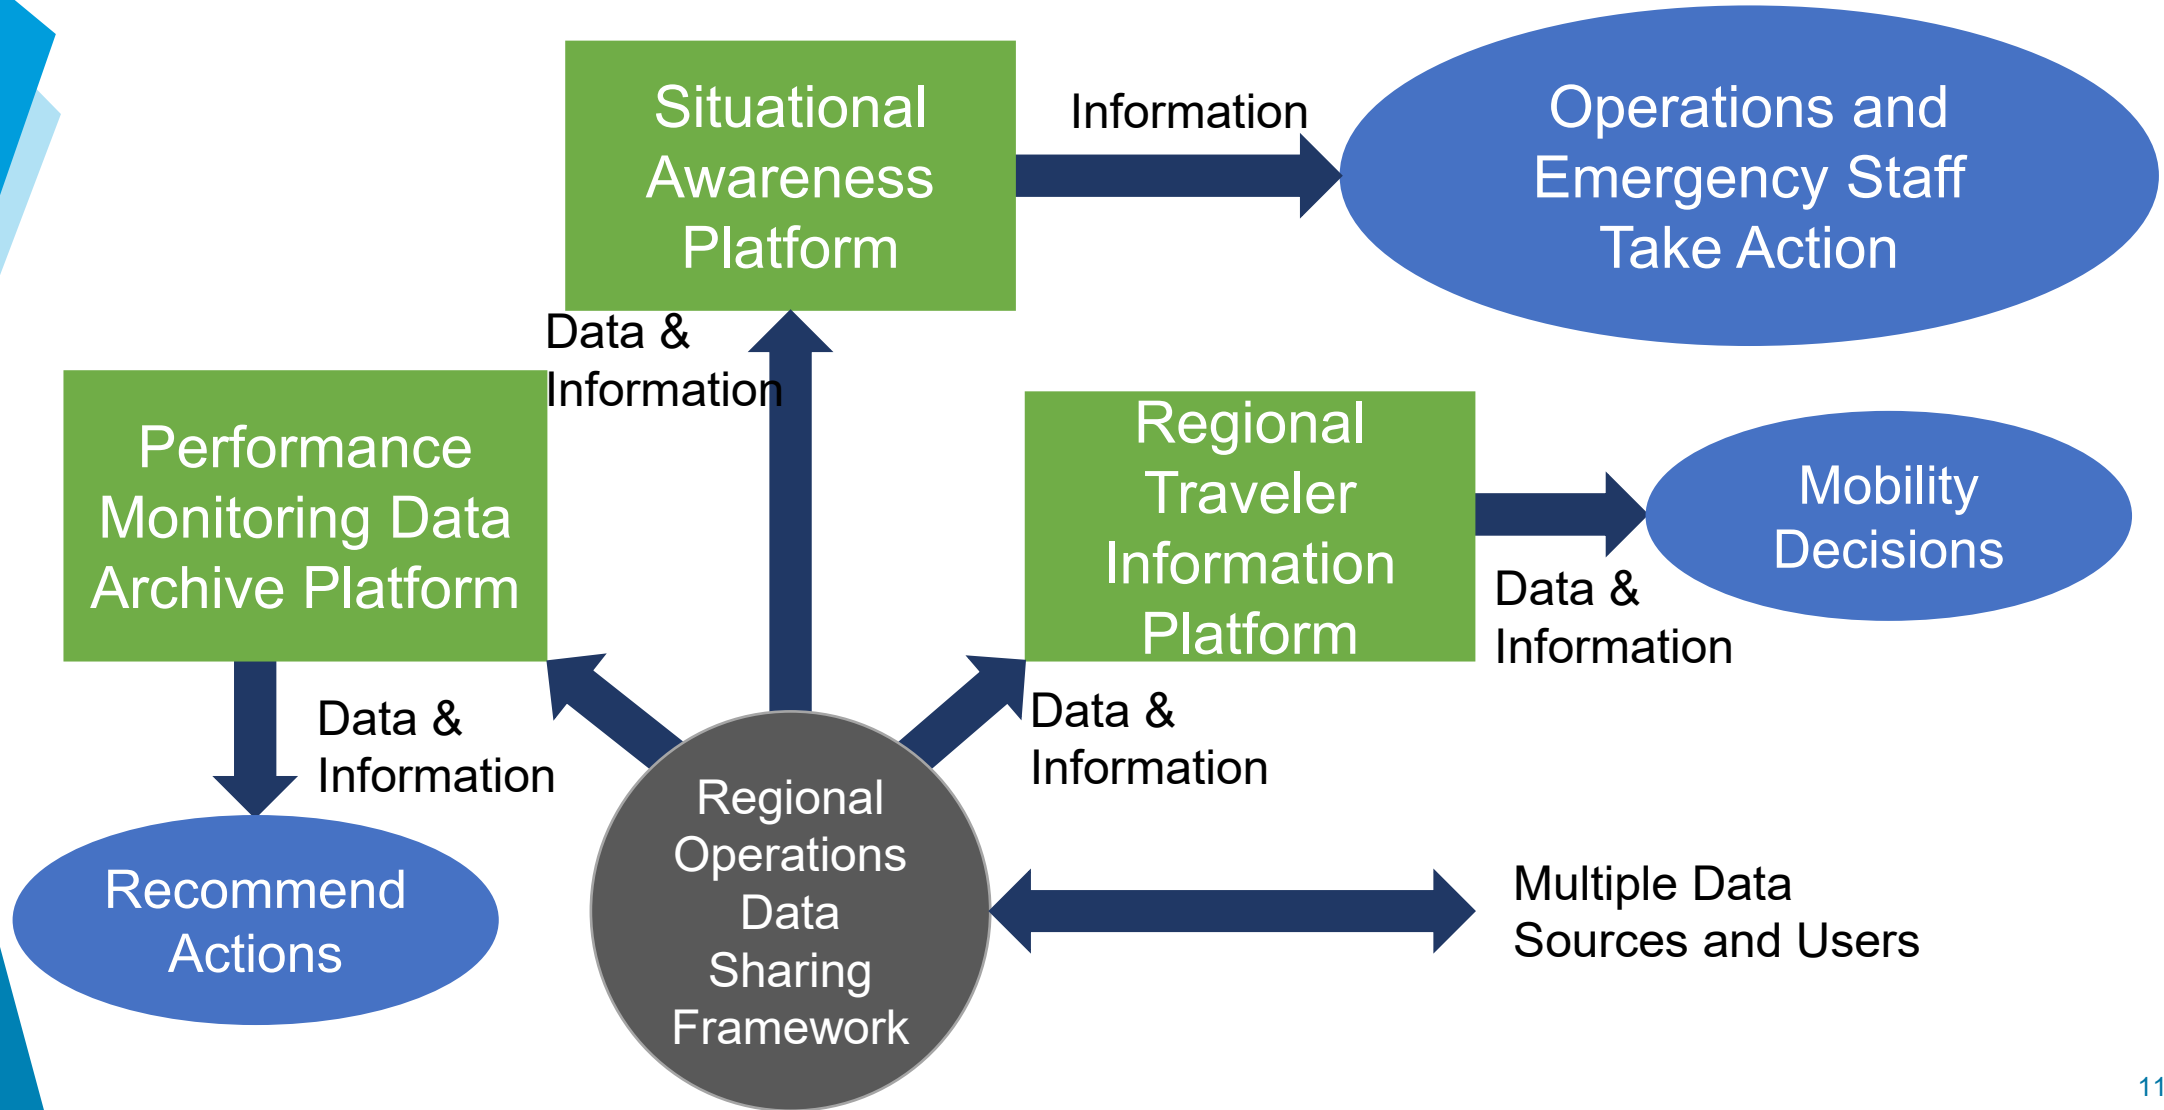 Situational
Awareness
Platform
Information
Operations and
Emergency Staff
Take Action
Data &
Information
Performance
Monitoring Data
Archive Platform
Regional
Traveler
Information
Platform
Mobility
Decisions
Data &
Information
Data &
Information
Data &
Information
Recommend
Actions
Regional
Operations
Data
Sharing
Framework
Multiple Data
Sources and Users
11